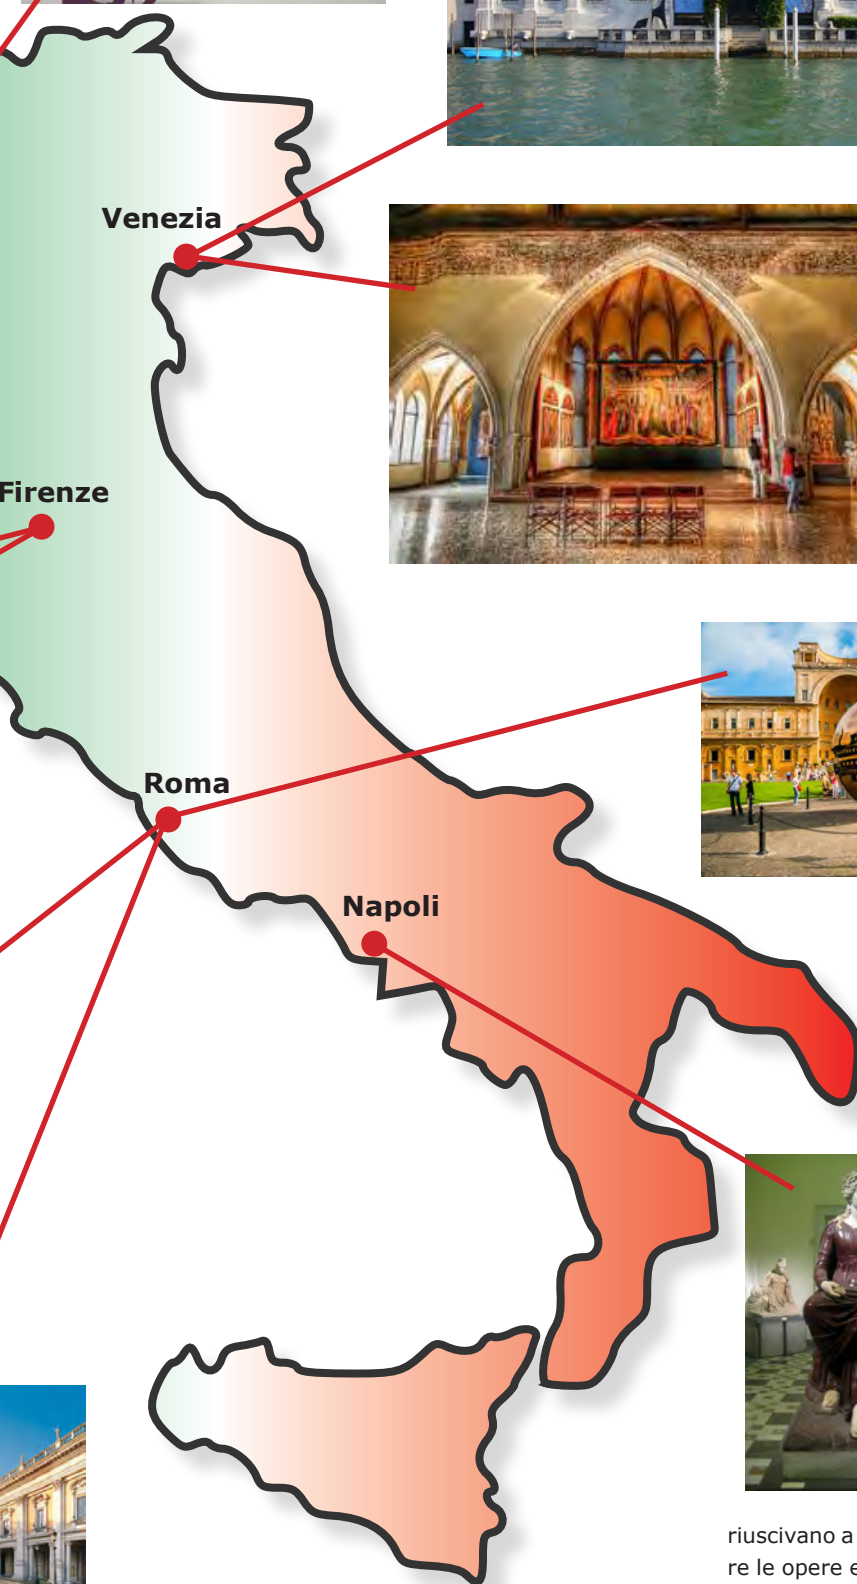 Venezia
Firenze
Roma
Napoli
riuscivano a
re le opere e